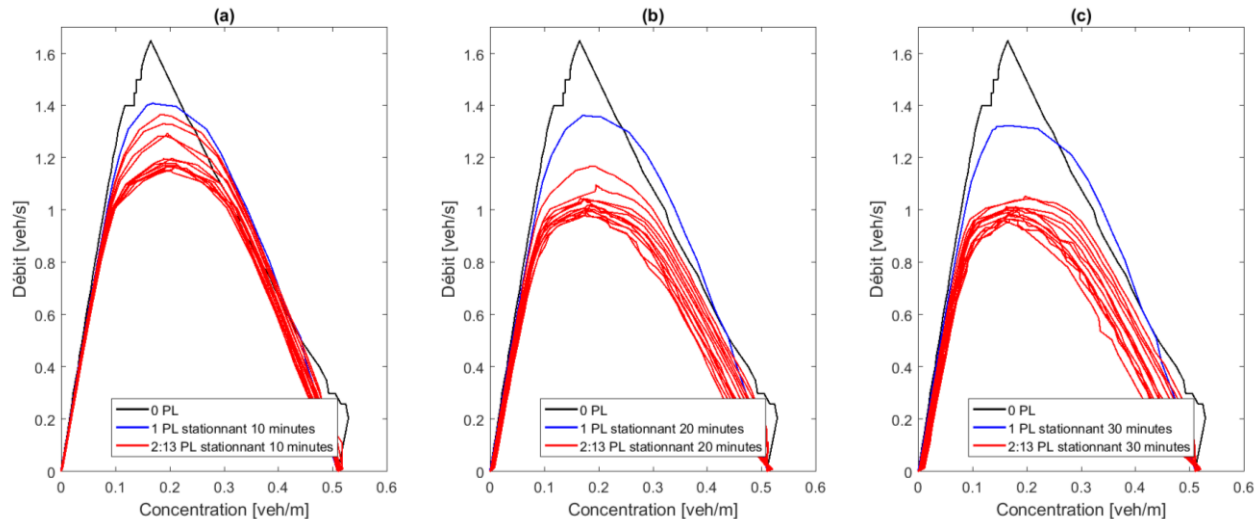 (a)
1.6
1.4
1.2
1
0.8
0.6
0.4
0.2
0
Débit [veh/s]
0 PL
1 PL stationnant 10 minutes
2:13 PL stationnant 10 minutes
0 0.1 0.2 0.3 0.4 0.5 0.6
Concentration [veh/m]
(b)
1.6
1.4
1.2
1
0.8
0.6
0.4
0.2
0
Débit [veh/s]
0 PL
1 PL stationnant 20 minutes
2:13 PL stationnant 20 minutes
0 0.1 0.2 0.3 0.4 0.5 0.6
Concentration [veh/m]
(c)
1.6
1.4
1.2
1
0.8
0.6
0.4
0.2
0
Débit [veh/s]
0 PL
1 PL stationnant 30 minutes
2:13 PL stationnant 30 minutes
0 0.1 0.2 0.3 0.4 0.5 0.6
Concentration [veh/m]